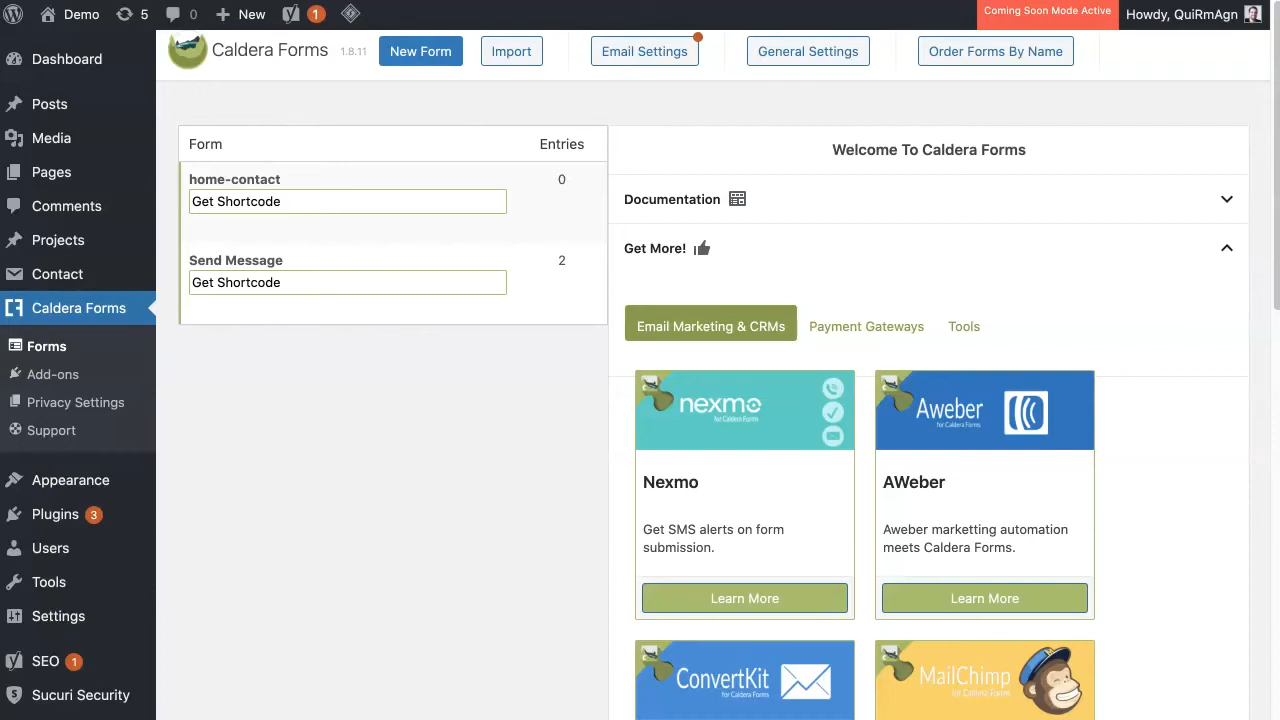 Demo
5
0
New
1
Coming Soon Mode Active
Howdy, QuiRmAgn
Dashboard
Posts
Media
Pages
Comments
Projects
Contact
Caldera Forms
Forms
Add-ons
Privacy Settings
Support
Appearance
Plugins 3
Users
Tools
Settings
SEO 1
Sucuri Security
Caldera Forms 1.8.11
New Form
Import
Email Settings
General Settings
Order Forms By Name
Form Entries
home-contact 0
Get Shortcode
Send Message 2
Get Shortcode
Welcome To Caldera Forms
Documentation
Get More!
Email Marketing & CRMs
Payment Gateways
Tools
nexmo
for Caldera Forms
Nexmo
Get SMS alerts on form
submission.
Learn More
Aweber
for Caldera Forms
AWeber
Aweber marketting automation
meets Caldera Forms.
Learn More
ConvertKit
for Caldera Forms
MailChimp
for Caldera Forms